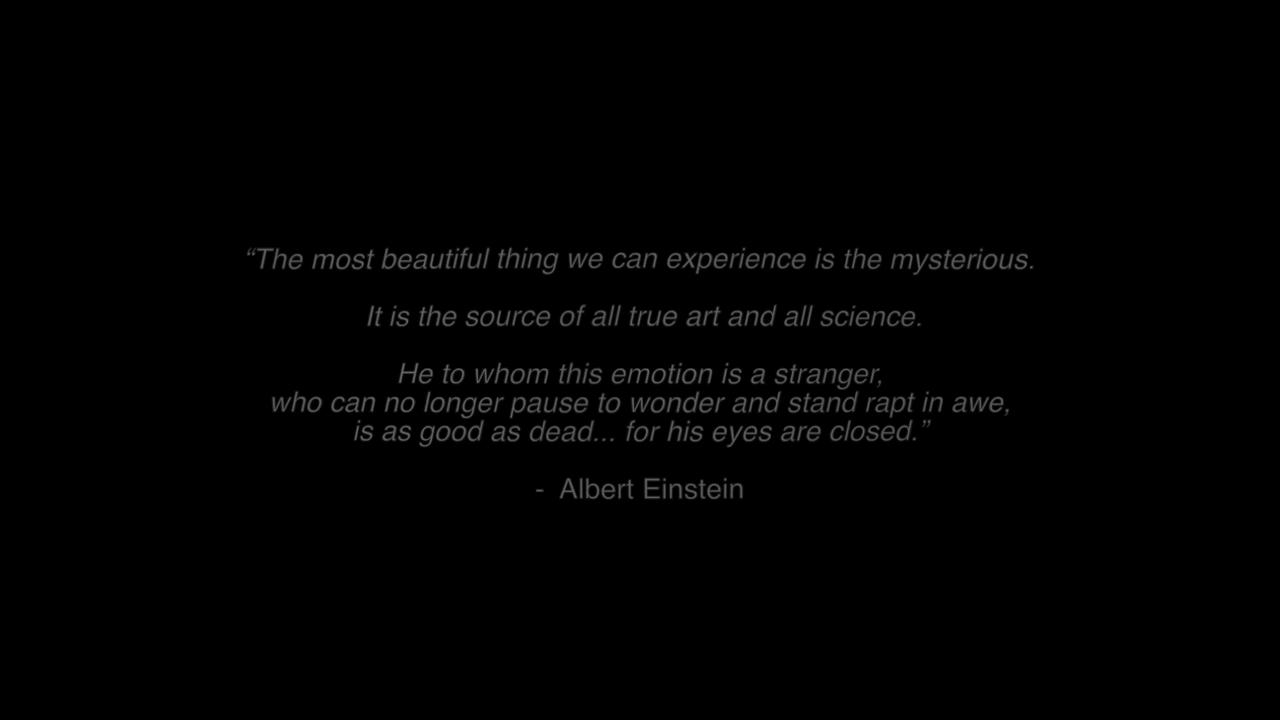 “The most beautiful thing we can experience is the mysterious.
It is the source of all true art and all science.
He to whom this emotion is a stranger,
who can no longer pause to wonder and stand rapt in awe,
is as good as dead... for his eyes are closed.”
- Albert Einstein